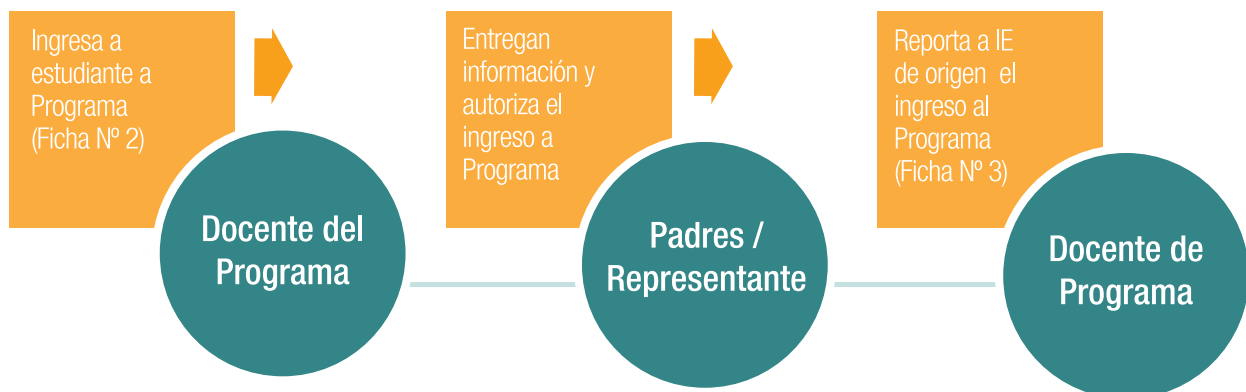 Ingresa a
estudiante a
Programa
(Ficha Nº 2)
Docente del
Programa
Entregan
información y
autoriza el
ingreso a
Programa
Padres /
Representante
Reporta a IE
de origen el
ingreso al
Programa
(Ficha Nº 3)
Docente de
Programa